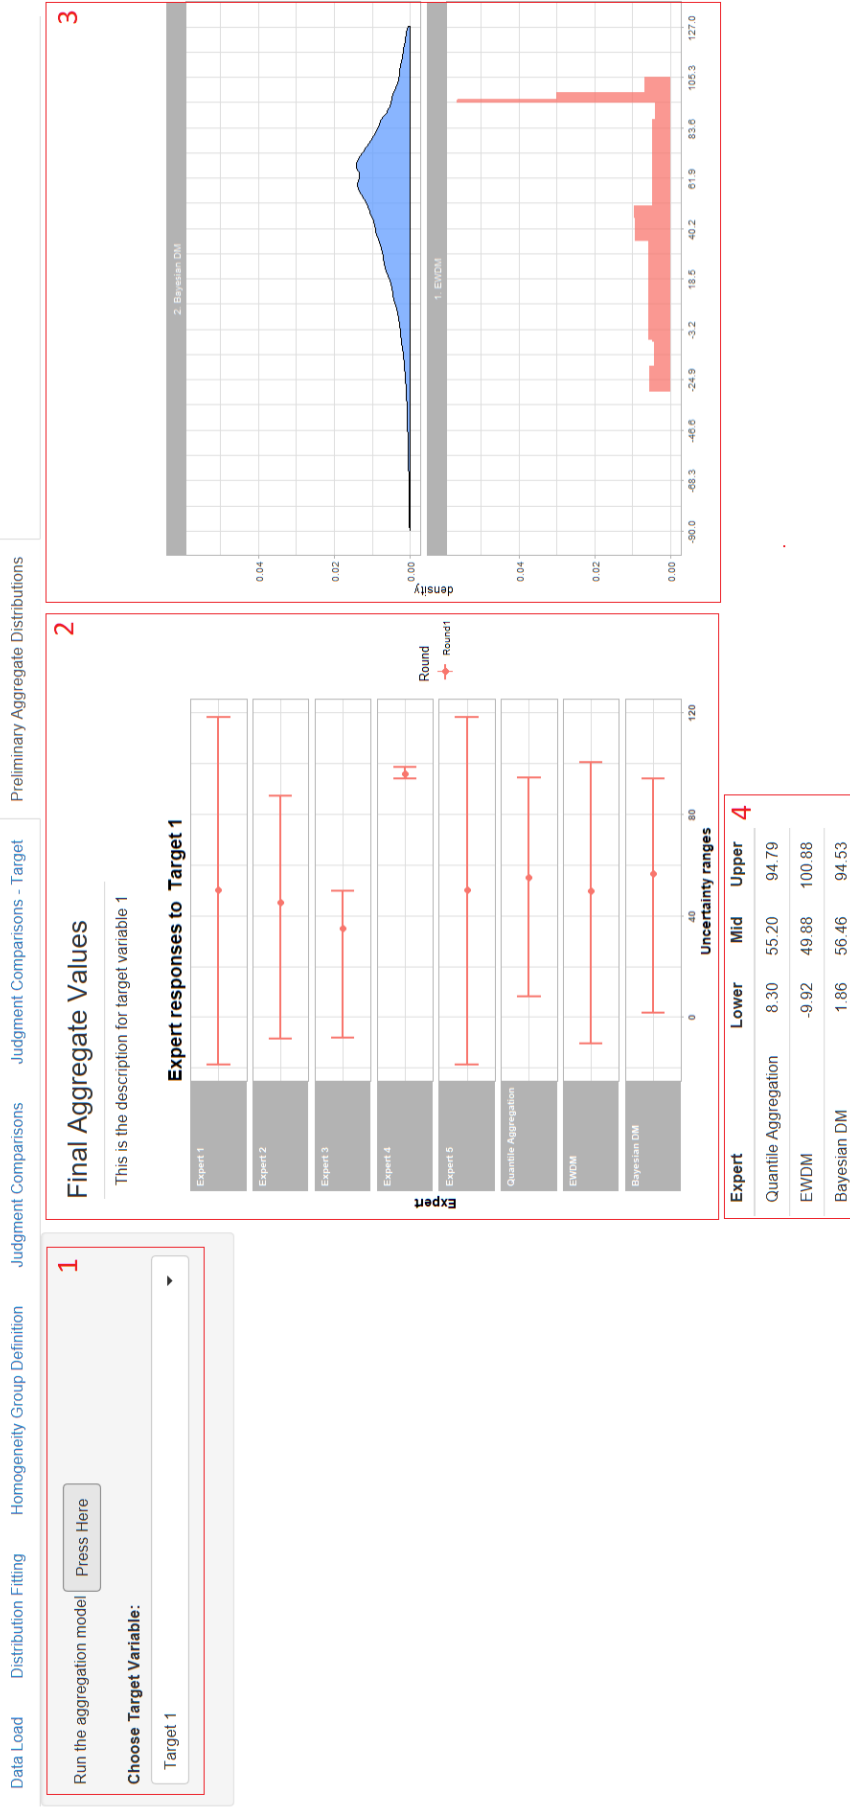 Data Load
Distribution Fitting
Homogeneity Group Definition
Judgment Comparisons
Judgment Comparisons - Target
Preliminary Aggregate Distributions
1
Run the aggregation model
Press Here
Choose Target Variable:
Target 1
2
Final Aggregate Values
This is the description for target variable 1
Expert responses to Target 1
Expert
Expert 1
Expert 2
Expert 3
Expert 4
Expert 5
Quantile Aggregation
EWDM
Bayesian DM
0 40 80 120
Uncertainty ranges
Round
Round1
3
2. Bayesian DM
0.04
0.02
0.00
density
1. EWDM
0.04
0.02
0.00
-90.0 -68.3 -46.6 -24.9 -3.2 18.5 40.2 61.9 83.6 105.3 127.0
4
Expert Lower Mid Upper
Quantile Aggregation 8.30 55.20 94.79
EWDM -9.92 49.88 100.88
Bayesian DM 1.86 56.46 94.53